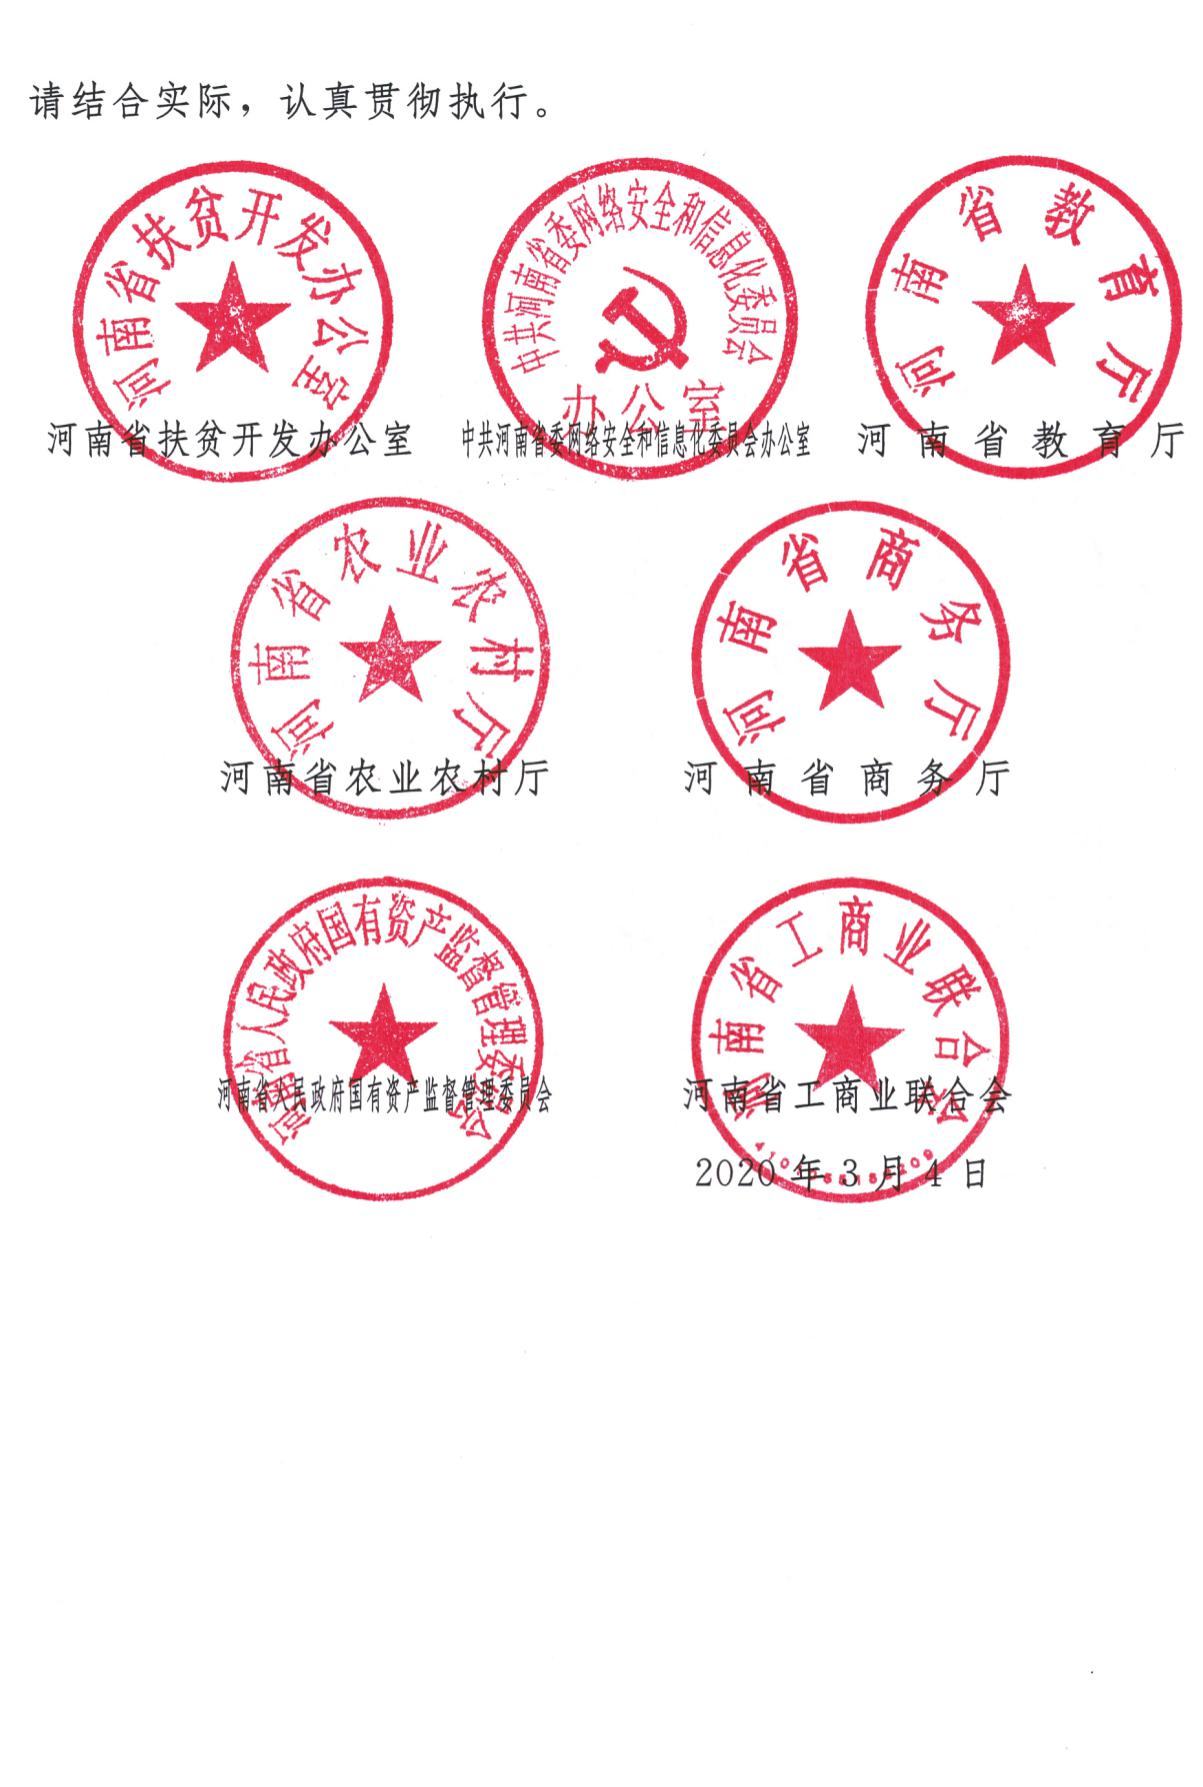 请结合实际，认真贯彻执行。
河南省扶贫开发办公室
中共河南省委网络安全和信息化委员会
办公室
河南省教育厅
河南省扶贫开发办公室 中共河南省委网络安全和信息化委员会办公室 河南省教育厅
河南省农业农村厅
河南省商务厅
河南省农业农村厅 河南省商务厅
河南省人民政府国有资产监督管理委员会
河南省工商业联合会
河南省人民政府国有资产监督管理委员会 河南省工商业联合会
2020年3月4日